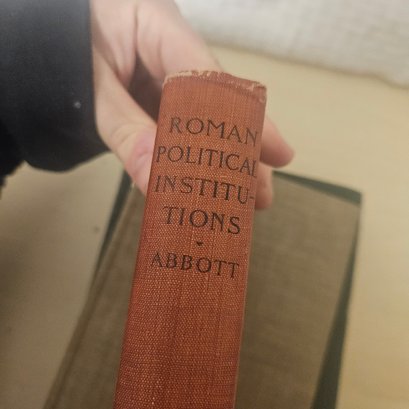 ROMAN
POLITICAL
INSTITU-
TIONS
ABBOTT